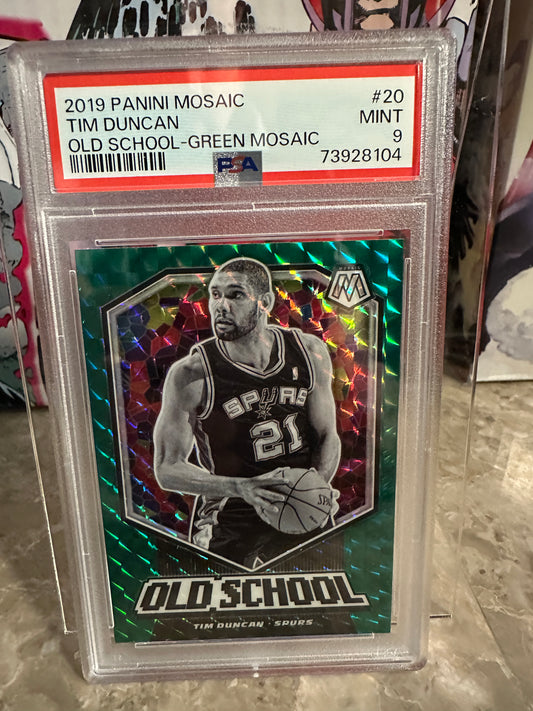 2019 PANINI MOSAIC #20
TIM DUNCAN MINT
OLD SCHOOL-GREEN MOSAIC 9
PSA 73928104
MOSAIC
M
SPURS
21
OLD SCHOOL
TIM DUNCAN · SPURS